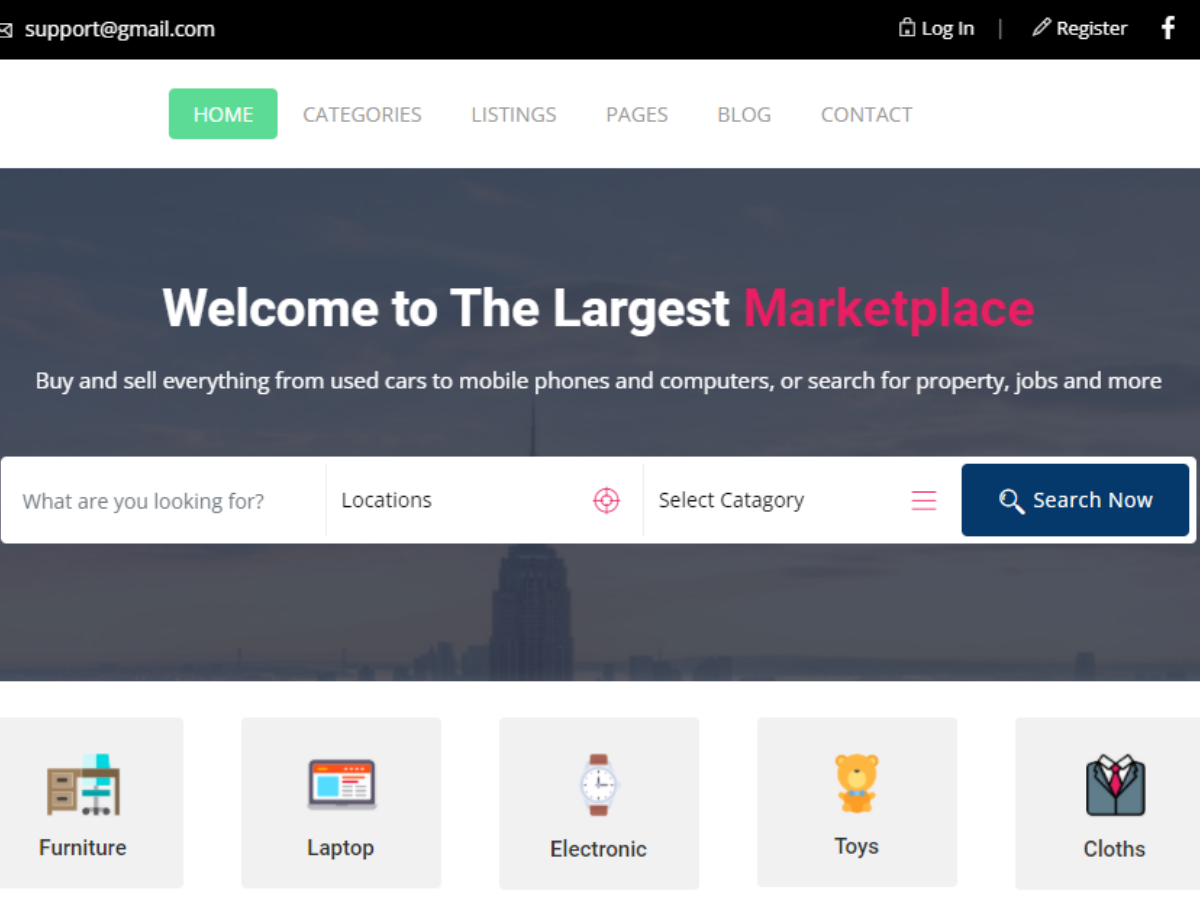 support@gmail.com
Log In | Register
HOME CATEGORIES LISTINGS PAGES BLOG CONTACT
Welcome to The Largest Marketplace
Buy and sell everything from used cars to mobile phones and computers, or search for property, jobs and more
What are you looking for? Locations Select Catagory Search Now
Furniture Laptop Electronic Toys Cloths